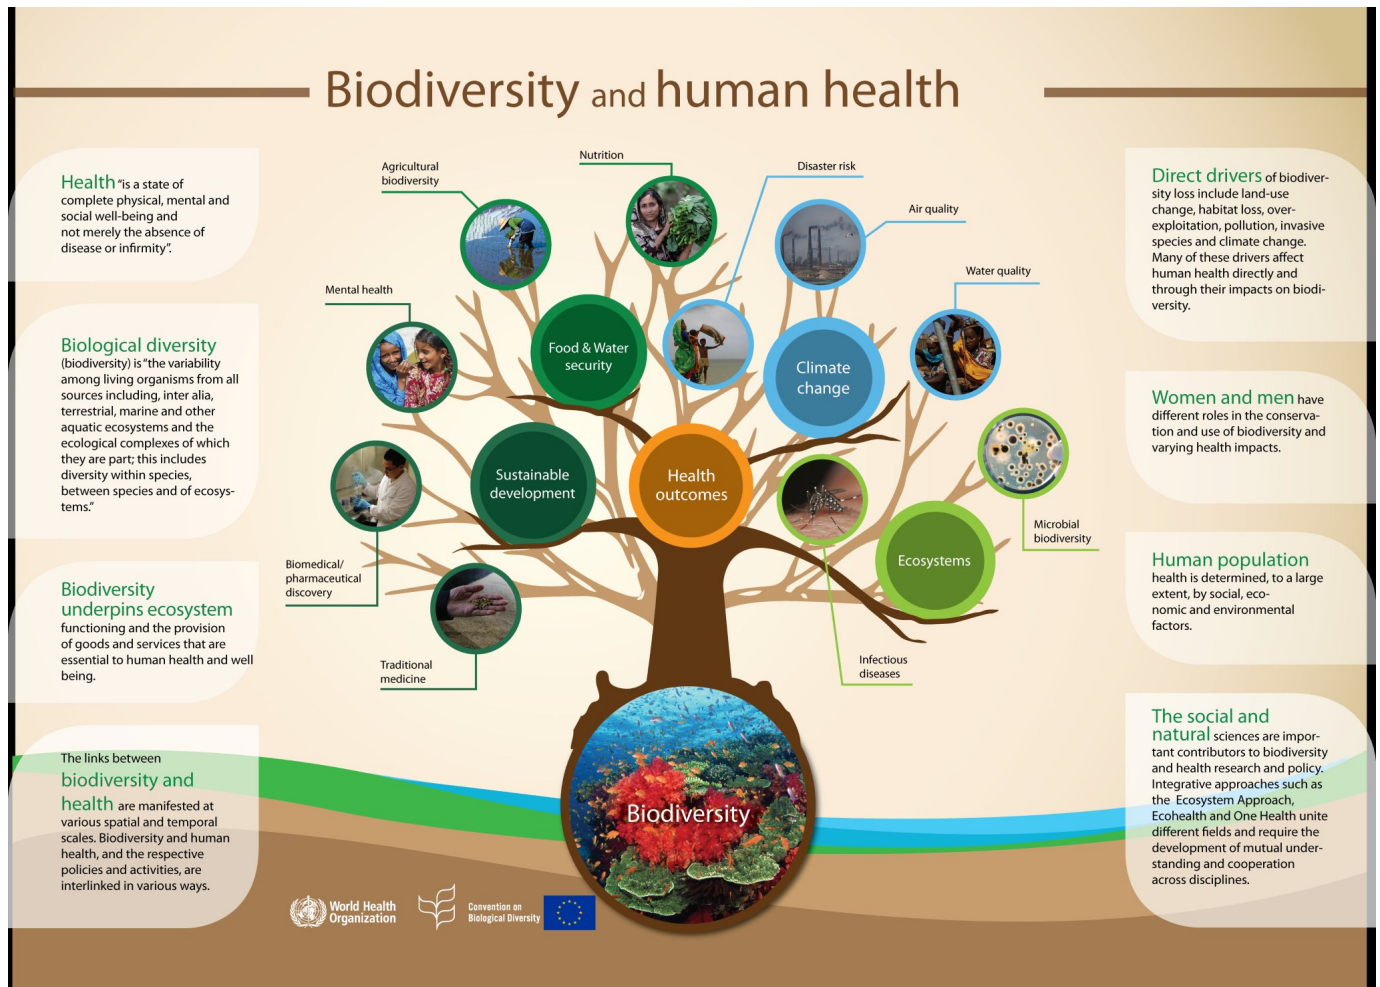 Biodiversity and human health
Health “is a state of
complete physical, mental and
social well-being and
not merely the absence of
disease or infirmity”.
Biological diversity
(biodiversity) is “the variability
among living organisms from all
sources including, inter alia,
terrestrial, marine and other
aquatic ecosystems and the
ecological complexes of which
they are part; this includes
diversity within species,
between species and of ecosys-
tems.”
Biodiversity
underpins ecosystem
functioning and the provision
of goods and services that are
essential to human health and well
being.
The links between
biodiversity and
health are manifested at
various spatial and temporal
scales. Biodiversity and human
health, and the respective
policies and activities, are
interlinked in various ways.
Agricultural
biodiversity
Nutrition
Disaster risk
Air quality
Water quality
Mental health
Food & Water
security
Climate
change
Sustainable
development
Health
outcomes
Ecosystems
Microbial
biodiversity
Biomedical/
pharmaceutical
discovery
Traditional
medicine
Infectious
diseases
Biodiversity
World Health
Organization
Convention on
Biological Diversity
Direct drivers of biodiver-
sity loss include land-use
change, habitat loss, over-
exploitation, pollution, invasive
species and climate change.
Many of these drivers affect
human health directly and
through their impacts on biodi-
versity.
Women and men have
different roles in the conserva-
tion and use of biodiversity and
varying health impacts.
Human population
health is determined, to a large
extent, by social, eco-
nomic and environmental
factors.
The social and
natural sciences are impor-
tant contributors to biodiversity
and health research and policy.
Integrative approaches such as
the Ecosystem Approach,
Ecohealth and One Health unite
different fields and require the
development of mutual under-
standing and cooperation
across disciplines.